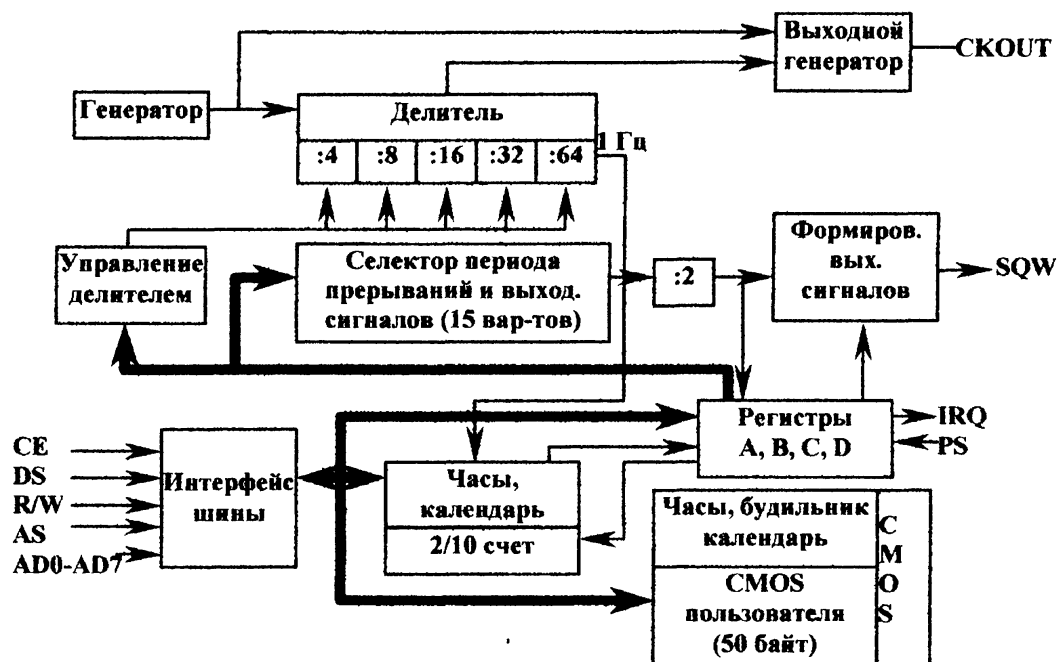 Выходной
генератор
CKOUT
Генератор
Делитель
1 Гц
:4
:8
:16
:32
:64
Управление
делителем
Селектор периода
прерываний и выход.
сигналов (15 вар-тов)
:2
Формиров.
вых.
сигналов
SQW
Регистры
A, B, C, D
IRQ
PS
CE
DS
R/W
AS
AD0-AD7
Интерфейс
шины
Часы,
календарь
2/10 счет
Часы, будильник
календарь
CMOS
пользователя
(50 байт)
C
M
O
S